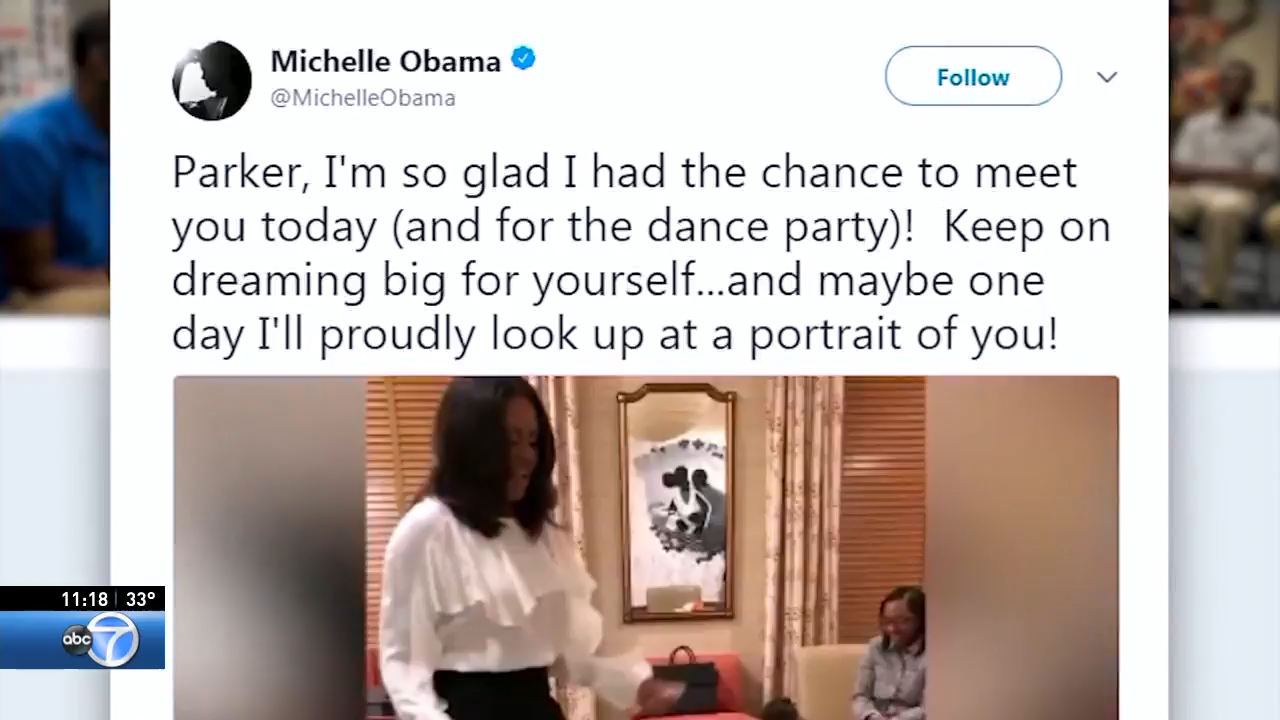 Michelle Obama
@MichelleObama
Follow
Parker, I'm so glad I had the chance to meet
you today (and for the dance party)!  Keep on
dreaming big for yourself...and maybe one
day I'll proudly look up at a portrait of you!
11:18 33°
abc 7